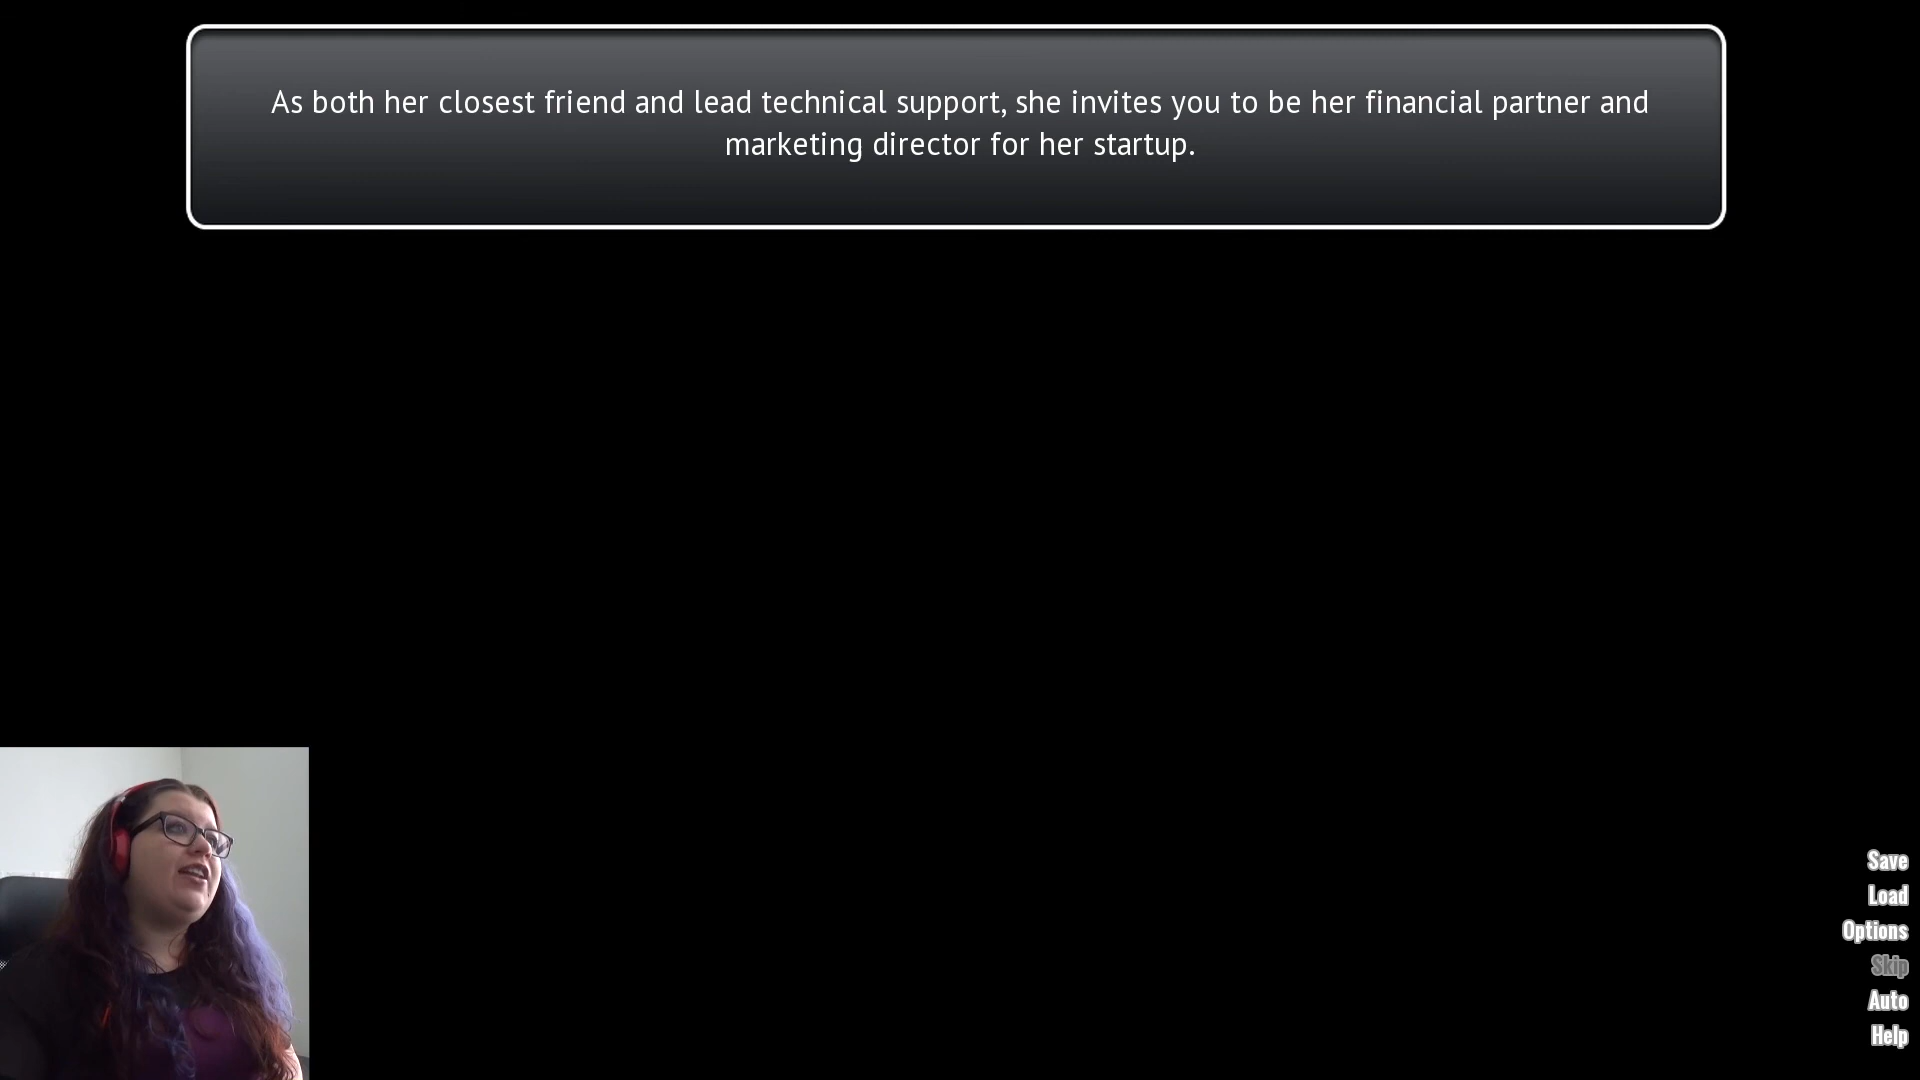 As both her closest friend and lead technical support, she invites you to be her financial partner and
marketing director for her startup.
Save
Load
Options
Skip
Auto
Help